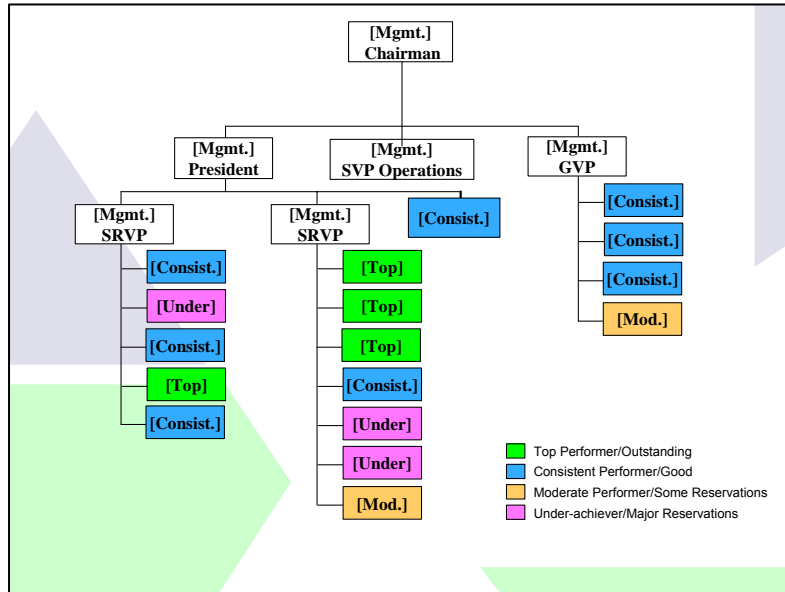 [Mgmt.]
Chairman
[Mgmt.]
President
[Mgmt.]
SVP Operations
[Mgmt.]
GVP
[Mgmt.]
SRVP
[Consist.]
[Under]
[Consist.]
[Top]
[Consist.]
[Mgmt.]
SRVP
[Top]
[Top]
[Top]
[Consist.]
[Under]
[Under]
[Mod.]
[Consist.]
[Consist.]
[Consist.]
[Consist.]
[Mod.]
Top Performer/Outstanding
Consistent Performer/Good
Moderate Performer/Some Reservations
Under-achiever/Major Reservations